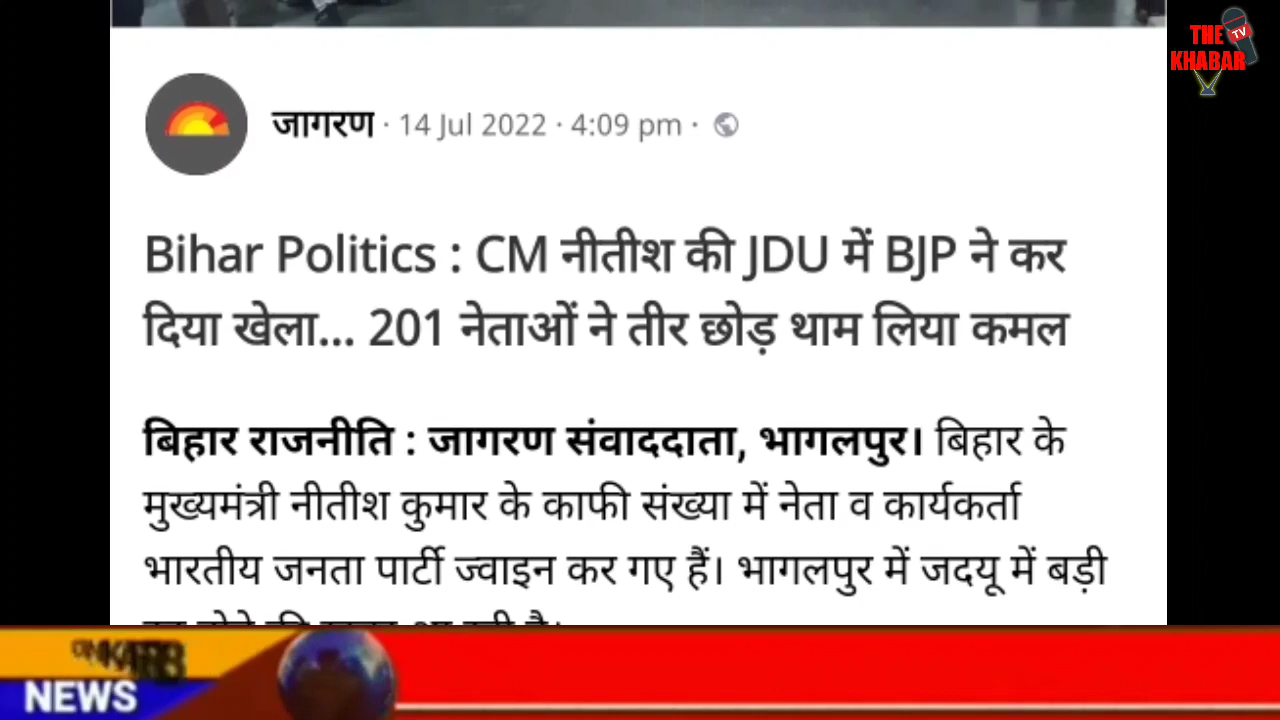 THE
TV
KHABAR
जागरण · 14 Jul 2022 · 4:09 pm ·
Bihar Politics : CM नीतीश की JDU में BJP ने कर
दिया खेला... 201 नेताओं ने तीर छोड़ थाम लिया कमल
बिहार राजनीति : जागरण संवाददाता, भागलपुर। बिहार के
मुख्यमंत्री नीतीश कुमार के काफी संख्या में नेता व कार्यकर्ता
भारतीय जनता पार्टी ज्वाइन कर गए हैं। भागलपुर में जदयू में बड़ी
NEWS